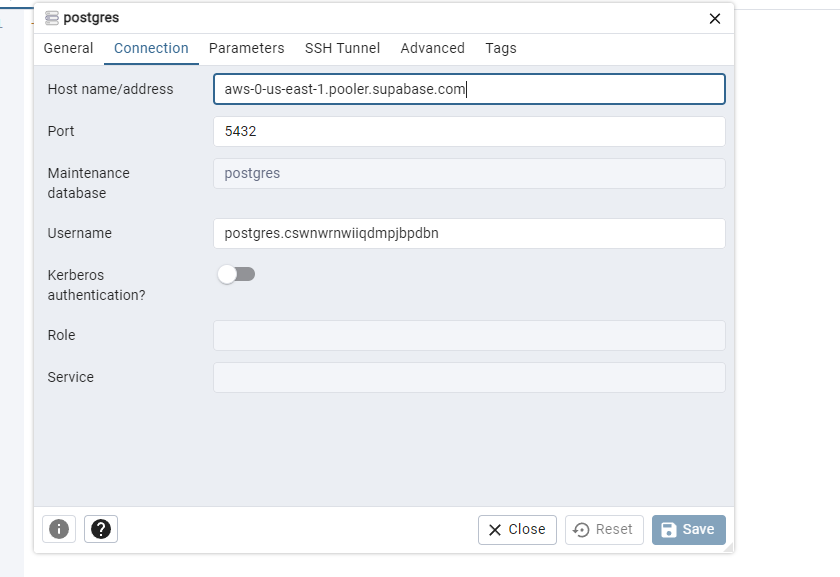 postgres
General Connection Parameters SSH Tunnel Advanced Tags
Host name/address aws-0-us-east-1.pooler.supabase.com
Port 5432
Maintenance
database
postgres
Username postgres.cswnwrnwiiqdmpjbpdbn
Kerberos
authentication?
Role
Service
Close Reset Save